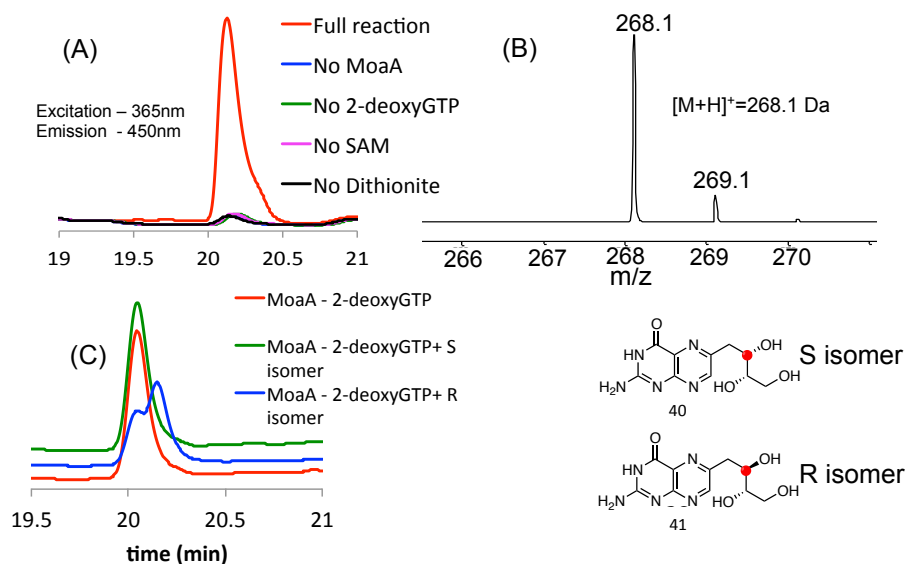 (A)
Full reaction
No MoaA
No 2-deoxyGTP
No SAM
No Dithionite
Excitation – 365nm
Emission - 450nm
19 19.5 20 20.5 21
(B)
268.1
[M+H]+=268.1 Da
269.1
266 267 268 269 270
m/z
(C)
MoaA - 2-deoxyGTP
MoaA - 2-deoxyGTP+ S
isomer
MoaA - 2-deoxyGTP+ R
isomer
19.5 20 20.5 21
time (min)
O
HN
N
OH
H2N
N
N
HO
OH
40
S isomer
O
HN
N
OH
H2N
N
N
HO
OH
41
R isomer